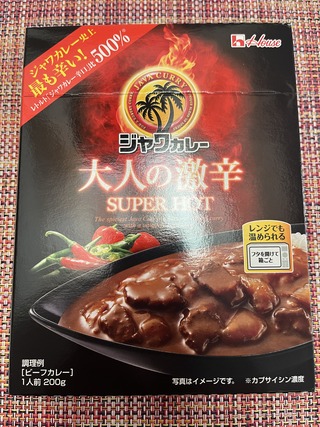 ジャワカレー史上
最も辛い!
レトルト「ジャワカレー辛口」比 500%※
House
JAVA CURRY
ジャワカレー
大人の激辛
SUPER HOT
The spiciest Java
レンジでも
温められる
フタを開けて
箱ごと
調理例
[ビーフカレー]
1人前 200g
写真はイメージです。
※カプサイシン濃度